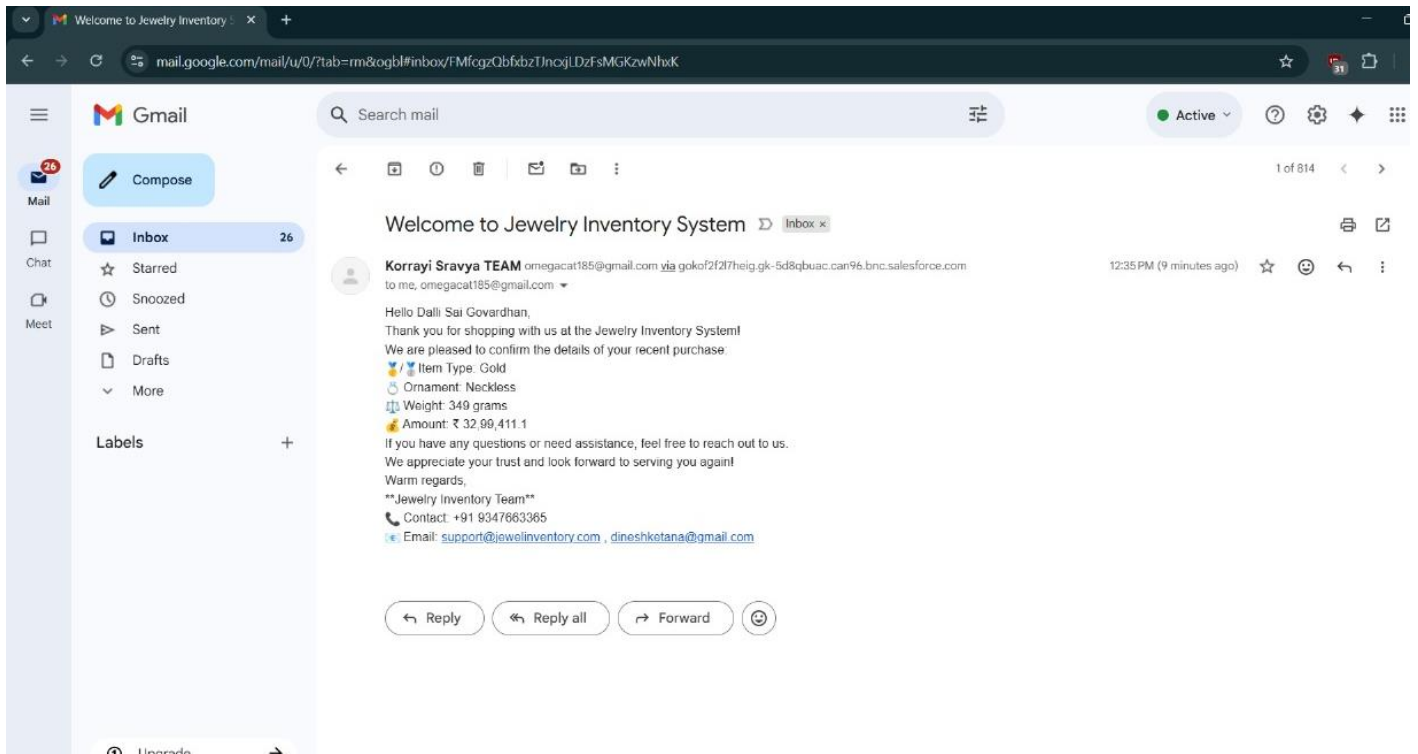 Welcome to Jewelry Inventory S
mail.google.com/mail/u/0/?tab=rm&ogbl#inbox/FMfcgzQbfxbzTJncxjLDzFsMGKzwNhxK
31
Gmail
Search mail
Active
26
Mail
Compose
1 of 814
Welcome to Jewelry Inventory System Inbox ×
Inbox 26
Chat
Starred
Korrayi Sravya TEAM omegacat185@gmail.com via gokof2f2l7heig.gk-5d8qbuac.can96.bnc.salesforce.com 12:35 PM (9 minutes ago)
to me, omegacat185@gmail.com
Snoozed
Meet
Sent
Drafts
More
Labels
Hello Dalli Sai Govardhan,
Thank you for shopping with us at the Jewelry Inventory System!
We are pleased to confirm the details of your recent purchase:
🥇/🥈 Item Type: Gold
💍 Ornament: Neckless
⚖️ Weight: 349 grams
💰 Amount: ₹ 32,99,411.1
If you have any questions or need assistance, feel free to reach out to us.
We appreciate your trust and look forward to serving you again!
Warm regards,
**Jewelry Inventory Team**
📞 Contact: +91 9347663365
📧 Email: support@jewelinventory.com , dineshketana@gmail.com
Reply Reply all Forward
Upgrade